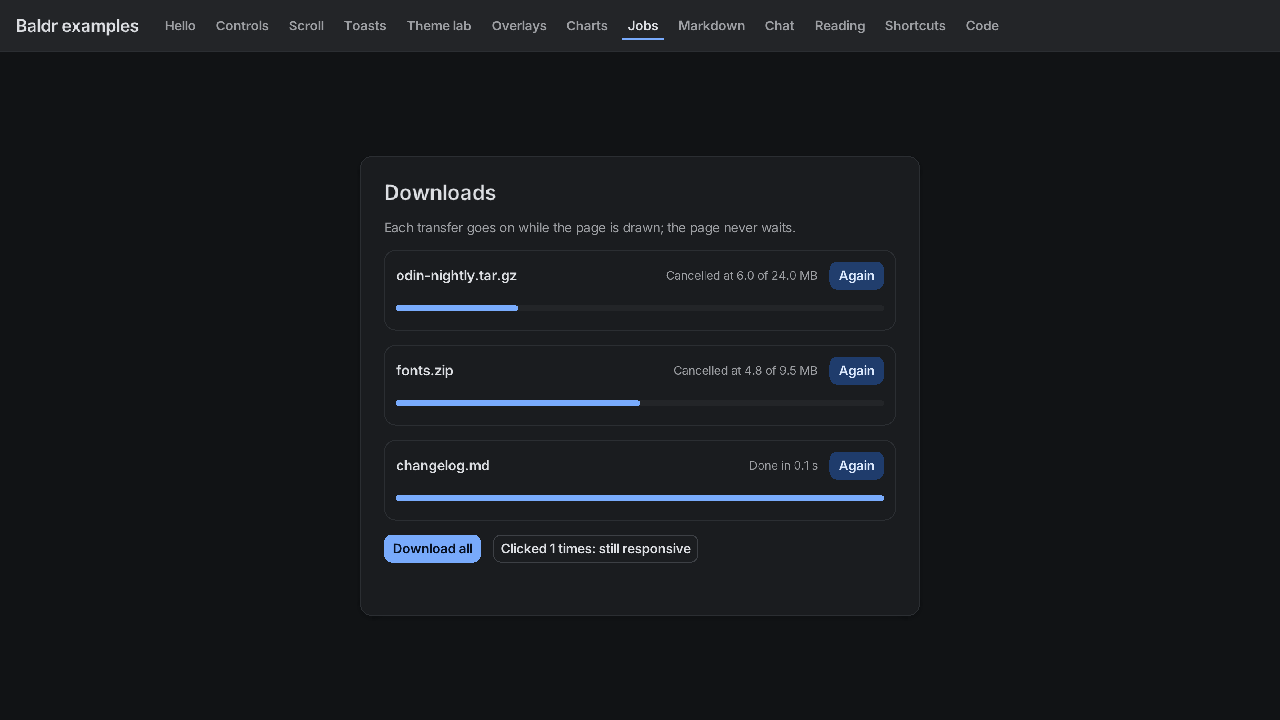 Baldr examples Hello Controls Scroll Toasts Theme lab Overlays Charts Jobs Markdown Chat Reading Shortcuts Code
Downloads
Each transfer goes on while the page is drawn; the page never waits.
odin-nightly.tar.gz Cancelled at 6.0 of 24.0 MB Again
fonts.zip Cancelled at 4.8 of 9.5 MB Again
changelog.md Done in 0.1 s Again
Download all Clicked 1 times: still responsive